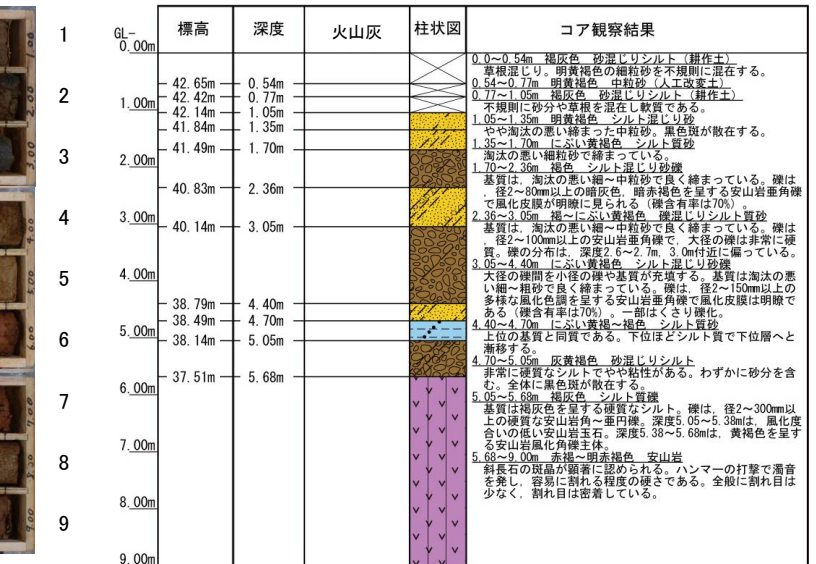 標高 深度 火山灰 柱状図 コア観察結果
GL-
0.00m
1.00m
2.00m
3.00m
4.00m
5.00m
6.00m
7.00m
8.00m
9.00m
1
2
3
4
5
6
7
8
9
1.00
2.00
3.00
4.00
5.00
6.00
7.00
8.00
9.00
42.65m 0.54m
42.42m 0.77m
42.14m 1.05m
41.84m 1.35m
41.49m 1.70m
40.83m 2.36m
40.14m 3.05m
38.79m 4.40m
38.49m 4.70m
38.14m 5.05m
37.51m 5.68m
0.0~0.54m 褐灰色 砂混じりシルト（耕作土）
草根混じり。明黄褐色の細粒砂を不規則に混在する。
0.54~0.77m 明黄褐色 中粒砂（人工改変土）
0.77~1.05m 褐灰色 砂混じりシルト（耕作土）
不規則に砂分や草根を混在し軟質である。
1.05~1.35m 明黄褐色 シルト混じり砂
やや淘汰の悪い締まった中粒砂。黒色斑が散在する。
1.35~1.70m にぶい黄褐色 シルト質砂
淘汰の悪い細粒砂で締まっている。
1.70~2.36m 褐色 シルト混じり砂礫
基質は，淘汰の悪い細~中粒砂で良く締まっている。礫は
，径2~80mm以上の暗灰色，暗赤褐色を呈する安山岩亜角礫
で風化皮膜が明瞭に見られる（礫含有率は70%）。
2.36~3.05m 褐~にぶい黄褐色 礫混じりシルト質砂
基質は，淘汰の悪い細~中粒砂で良く締まっている。礫は
，径2~100mm以上の安山岩亜角礫で，大径の礫は非常に硬
質。礫の分布は，深度2.6~2.7m，3.0m付近に偏っている。
3.05~4.40m にぶい黄褐色 シルト混じり砂礫
大径の礫間を小径の礫や基質が充填する。基質は淘汰の悪
い細~粗砂で良く締まっている。礫は，径2~150mm以上の
多様な風化色調を呈する安山岩亜角礫で風化皮膜は明瞭で
ある（礫含有率は70%）。一部はくさり礫化。
4.40~4.70m にぶい黄褐~褐色 シルト質砂
上位の基質と同質である。下位ほどシルト質で下位層へと
漸移する。
4.70~5.05m 灰黄褐色 砂混じりシルト
非常に硬質なシルトでやや粘性がある。わずかに砂分を含
む。全体に黒色斑が散在する。
5.05~5.68m 褐灰色 シルト質礫
基質は褐灰色を呈する硬質なシルト。礫は，径2~300mm以
上の硬質な安山岩角~亜円礫。深度5.05~5.38mは，風化度
合いの低い安山岩玉石。深度5.38~5.68mは，黄褐色を呈す
る安山岩風化角礫主体。
5.68~9.00m 赤褐~明赤褐色 安山岩
斜長石の斑晶が顕著に認められる。ハンマーの打撃で濁音
を発し，容易に割れる程度の硬さである。全般に割れ目は
少なく，割れ目は密着している。